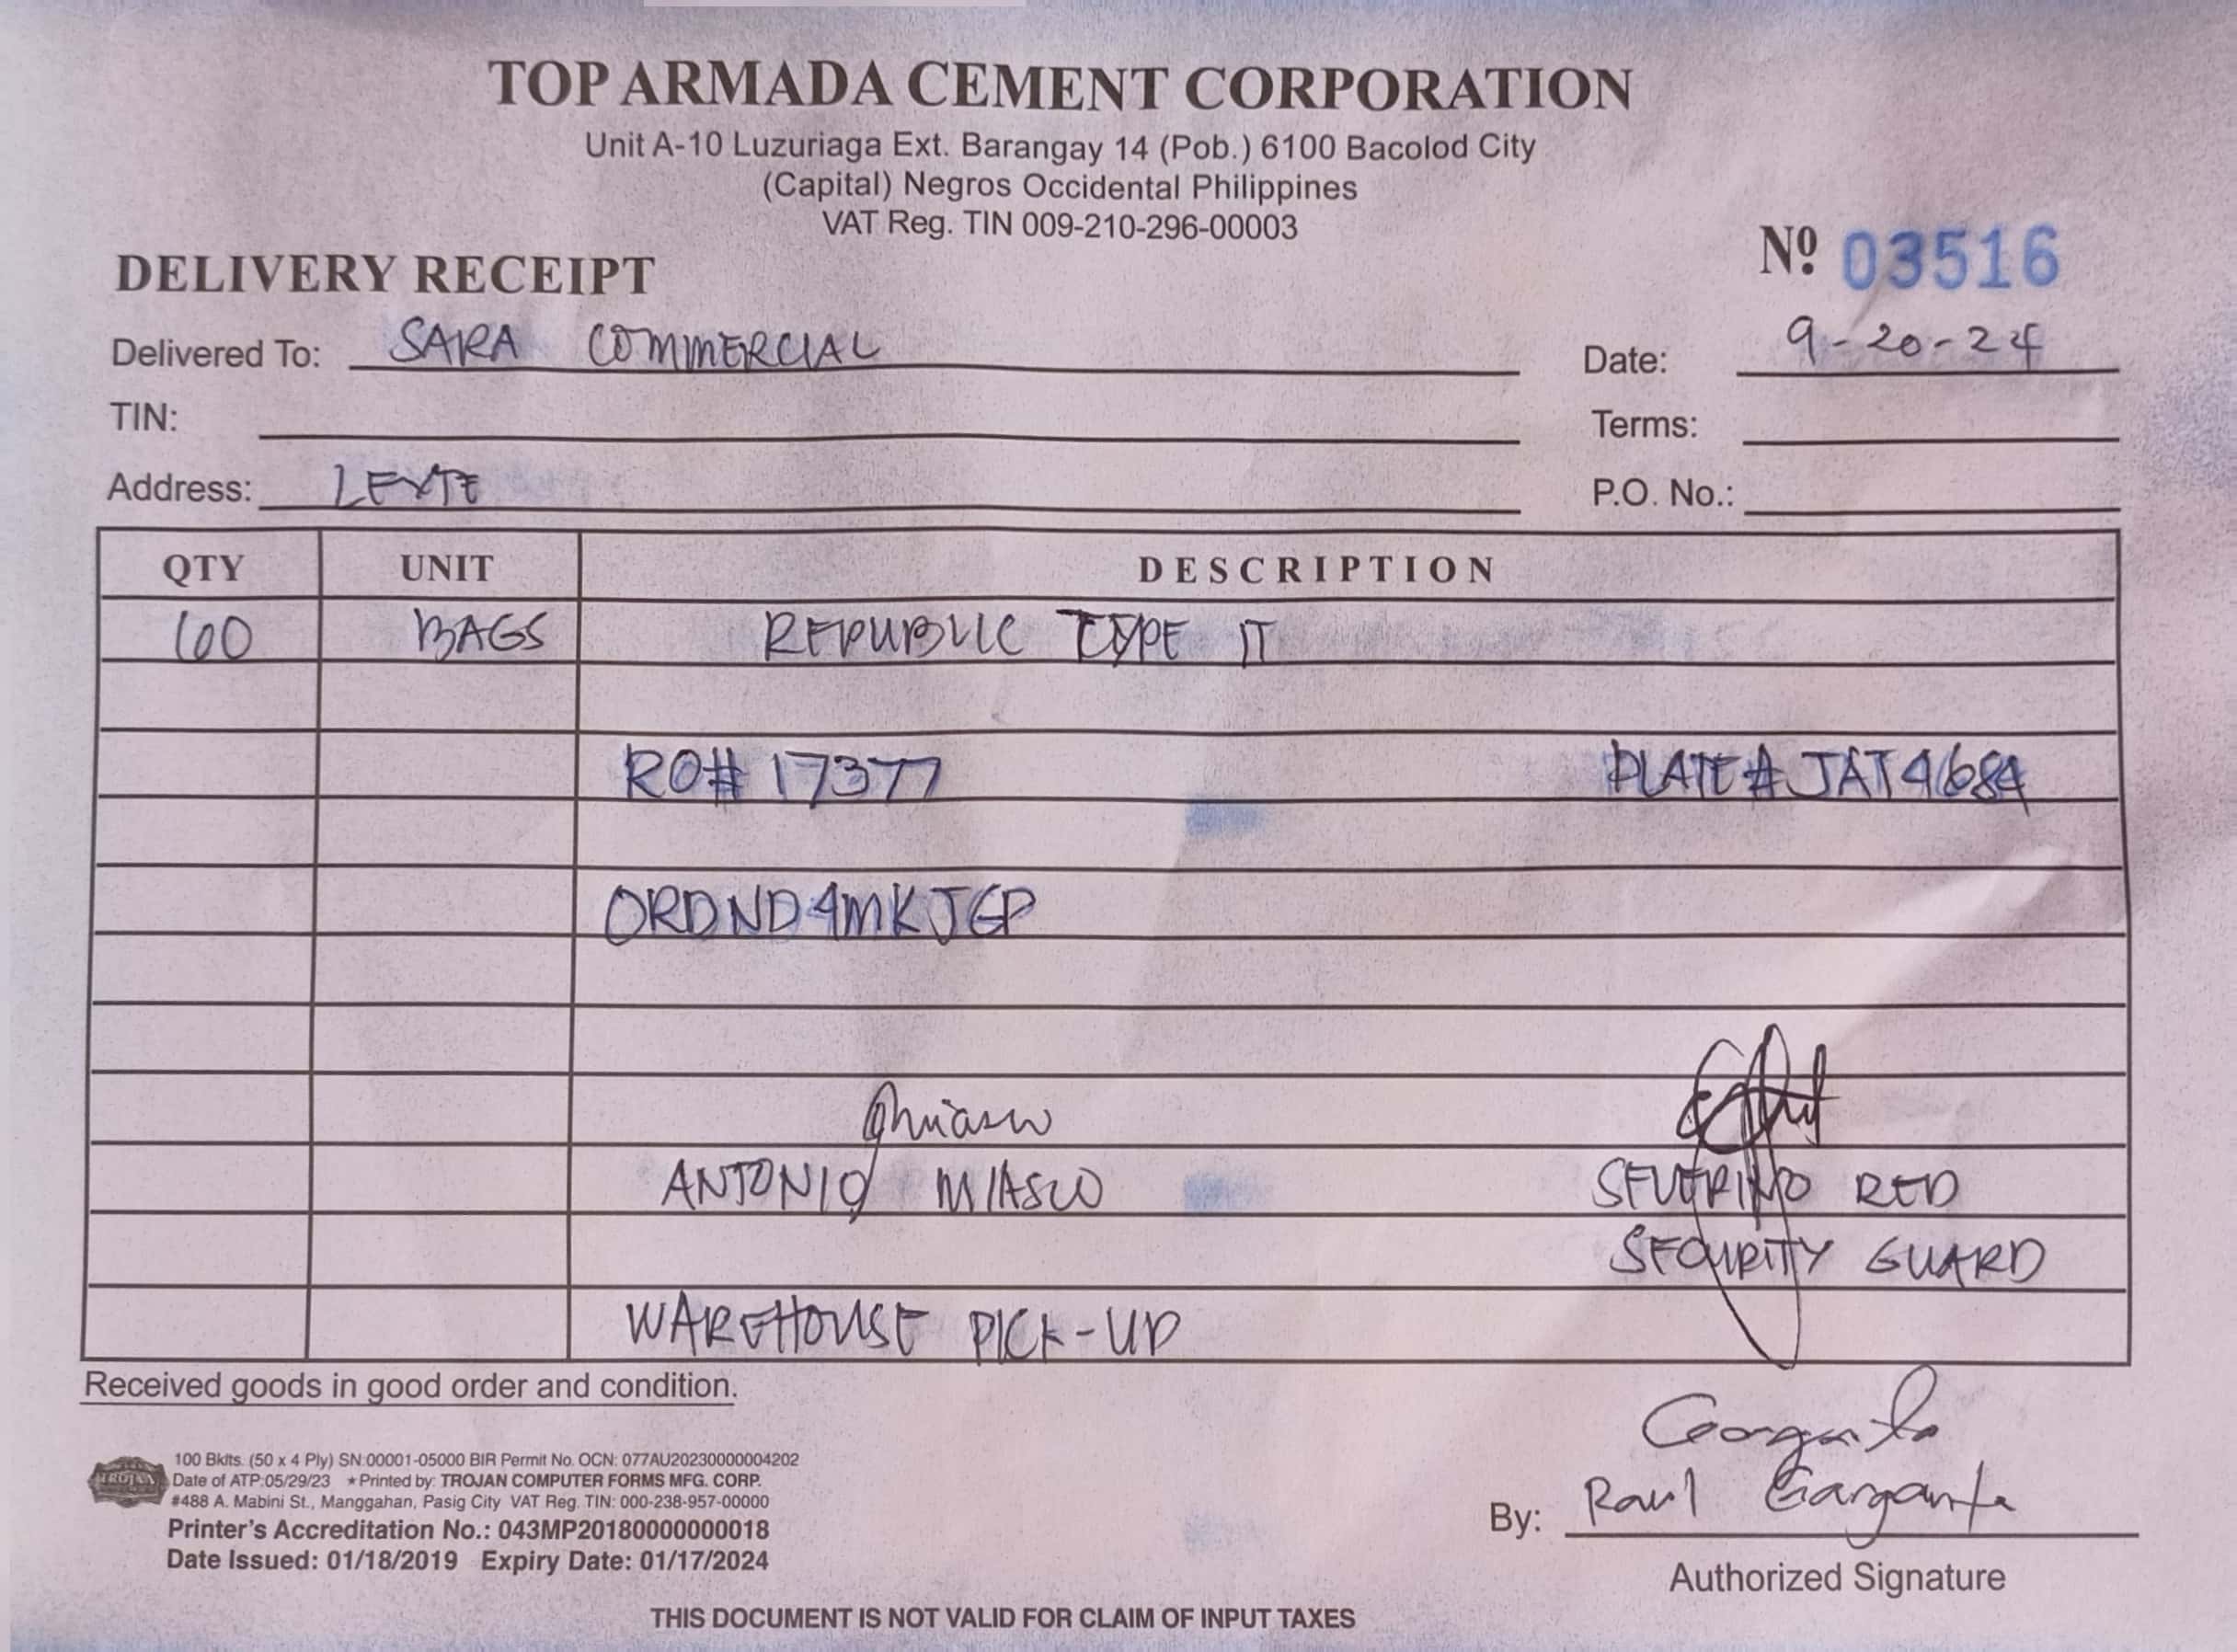 TOP ARMADA CEMENT CORPORATION
Unit A-10 Luzuriaga Ext. Barangay 14 (Pob.) 6100 Bacolod City
(Capital) Negros Occidental Philippines
VAT Reg. TIN 009-210-296-00003
DELIVERY RECEIPT
Nº 03516
Delivered To: SARA COMMERCIAL
Date: 9-20-24
TIN:
Terms:
Address: LEYTE
P.O. No.:
QTY UNIT DESCRIPTION
100 BAGS REPUBLIC TYPE IT
RO# 17377 PLATE# JAT4684
ORDND4MKJGP
ANTONIO MIASCO SEVERINO RED
SECURITY GUARD
WAREHOUSE PICK-UP
Received goods in good order and condition.
TROJAN
100 Bklts. (50 x 4 Ply) SN:00001-05000 BIR Permit No. OCN: 077AU20230000004202
Date of ATP:05/29/23 ★Printed by: TROJAN COMPUTER FORMS MFG. CORP.
#488 A. Mabini St., Manggahan, Pasig City VAT Reg. TIN: 000-238-957-00000
Printer's Accreditation No.: 043MP20180000000018
Date Issued: 01/18/2019 Expiry Date: 01/17/2024
By: Raul Garganta
Authorized Signature
THIS DOCUMENT IS NOT VALID FOR CLAIM OF INPUT TAXES